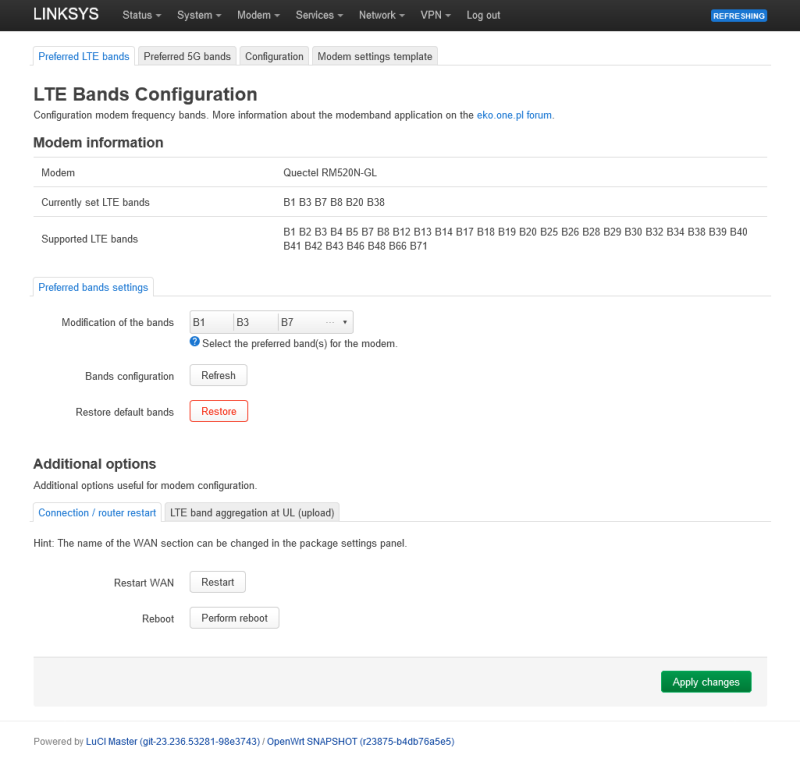 LINKSYS Status System Modem Services Network VPN Log out REFRESHING
Preferred LTE bands Preferred 5G bands Configuration Modem settings template
LTE Bands Configuration
Configuration modem frequency bands. More information about the modemband application on the eko.one.pl forum.
Modem information
Modem Quectel RM520N-GL
Currently set LTE bands B1 B3 B7 B8 B20 B38
Supported LTE bands B1 B2 B3 B4 B5 B7 B8 B12 B13 B14 B17 B18 B19 B20 B25 B26 B28 B29 B30 B32 B34 B38 B39 B40
B41 B42 B43 B46 B48 B66 B71
Preferred bands settings
Modification of the bands B1 B3 B7 ···
? Select the preferred band(s) for the modem.
Bands configuration Refresh
Restore default bands Restore
Additional options
Additional options useful for modem configuration.
Connection / router restart LTE band aggregation at UL (upload)
Hint: The name of the WAN section can be changed in the package settings panel.
Restart WAN Restart
Reboot Perform reboot
Apply changes
Powered by LuCI Master (git-23.236.53281-98e3743) / OpenWrt SNAPSHOT (r23875-b4db76a5e5)